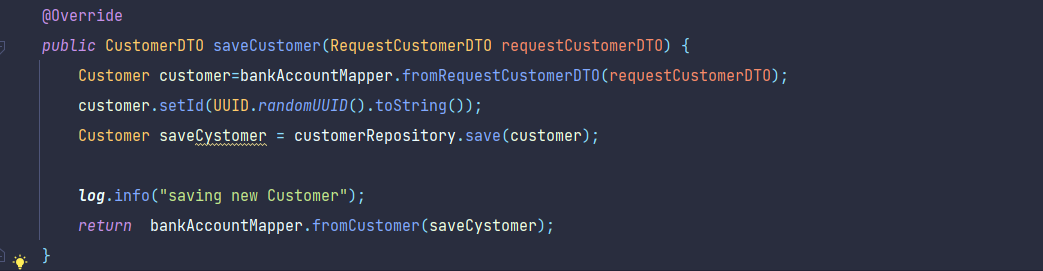 @Override
public CustomerDTO saveCustomer(RequestCustomerDTO requestCustomerDTO) {
    Customer customer=bankAccountMapper.fromRequestCustomerDTO(requestCustomerDTO);
    customer.setId(UUID.randomUUID().toString());
    Customer saveCystomer = customerRepository.save(customer);

    log.info("saving new Customer");
    return  bankAccountMapper.fromCustomer(saveCystomer);
}